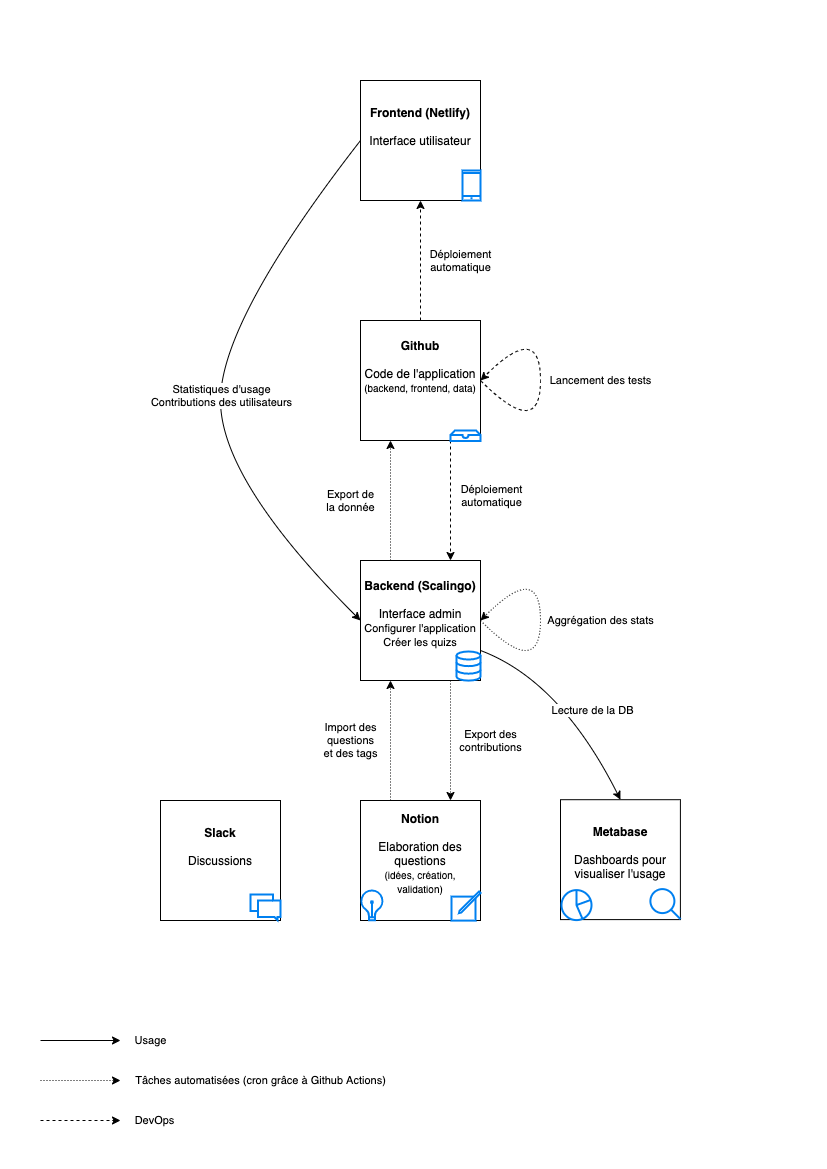 Frontend (Netlify)
Interface utilisateur
Déploiement
automatique
Github
Code de l'application
(backend, frontend, data)
Lancement des tests
Statistiques d'usage
Contributions des utilisateurs
Export de
la donnée
Déploiement
automatique
Backend (Scalingo)
Interface admin
Configurer l'application
Créer les quizs
Aggrégation des stats
Lecture de la DB
Import des
questions
et des tags
Export des
contributions
Slack
Discussions
Notion
Elaboration des
questions
(idées, création,
validation)
Metabase
Dashboards pour
visualiser l'usage
Usage
Tâches automatisées (cron grâce à Github Actions)
DevOps